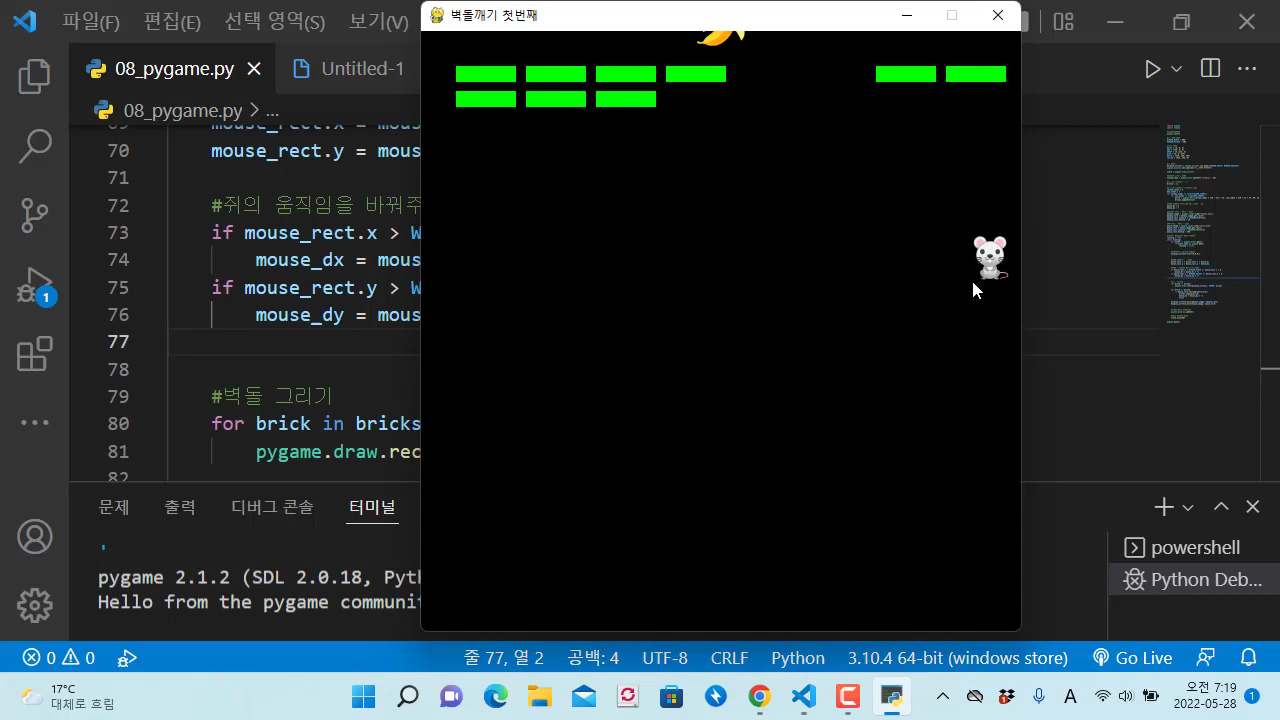 파일(F) 편집(E) 선택 영역(S) 보기(V)
벽돌깨기 첫번째
08_pygame.py
Untitled-1
08_pygame.py > ...
70 mouse_rect.y = mous
71
72 #쥐의 움직임을 바꿔주
73 if mouse_rect.x > W
74 mouse_dx = mous
75 if mouse_rect.y > W
76 mouse_dy = mous
77
78
79 #벽돌 그리기
80 for brick in bricks
81 pygame.draw.rec
82
문제 출력 디버그 콘솔 터미널
'
pygame 2.1.2 (SDL 2.0.18, Pyth
Hello from the pygame communit
powershell
Python Deb...
1
0 0
줄 77, 열 2 공백: 4 UTF-8 CRLF Python 3.10.4 64-bit (windows store) Go Live
17°C
대체로 흐림
A
오전 7:19
2022-05-28
1